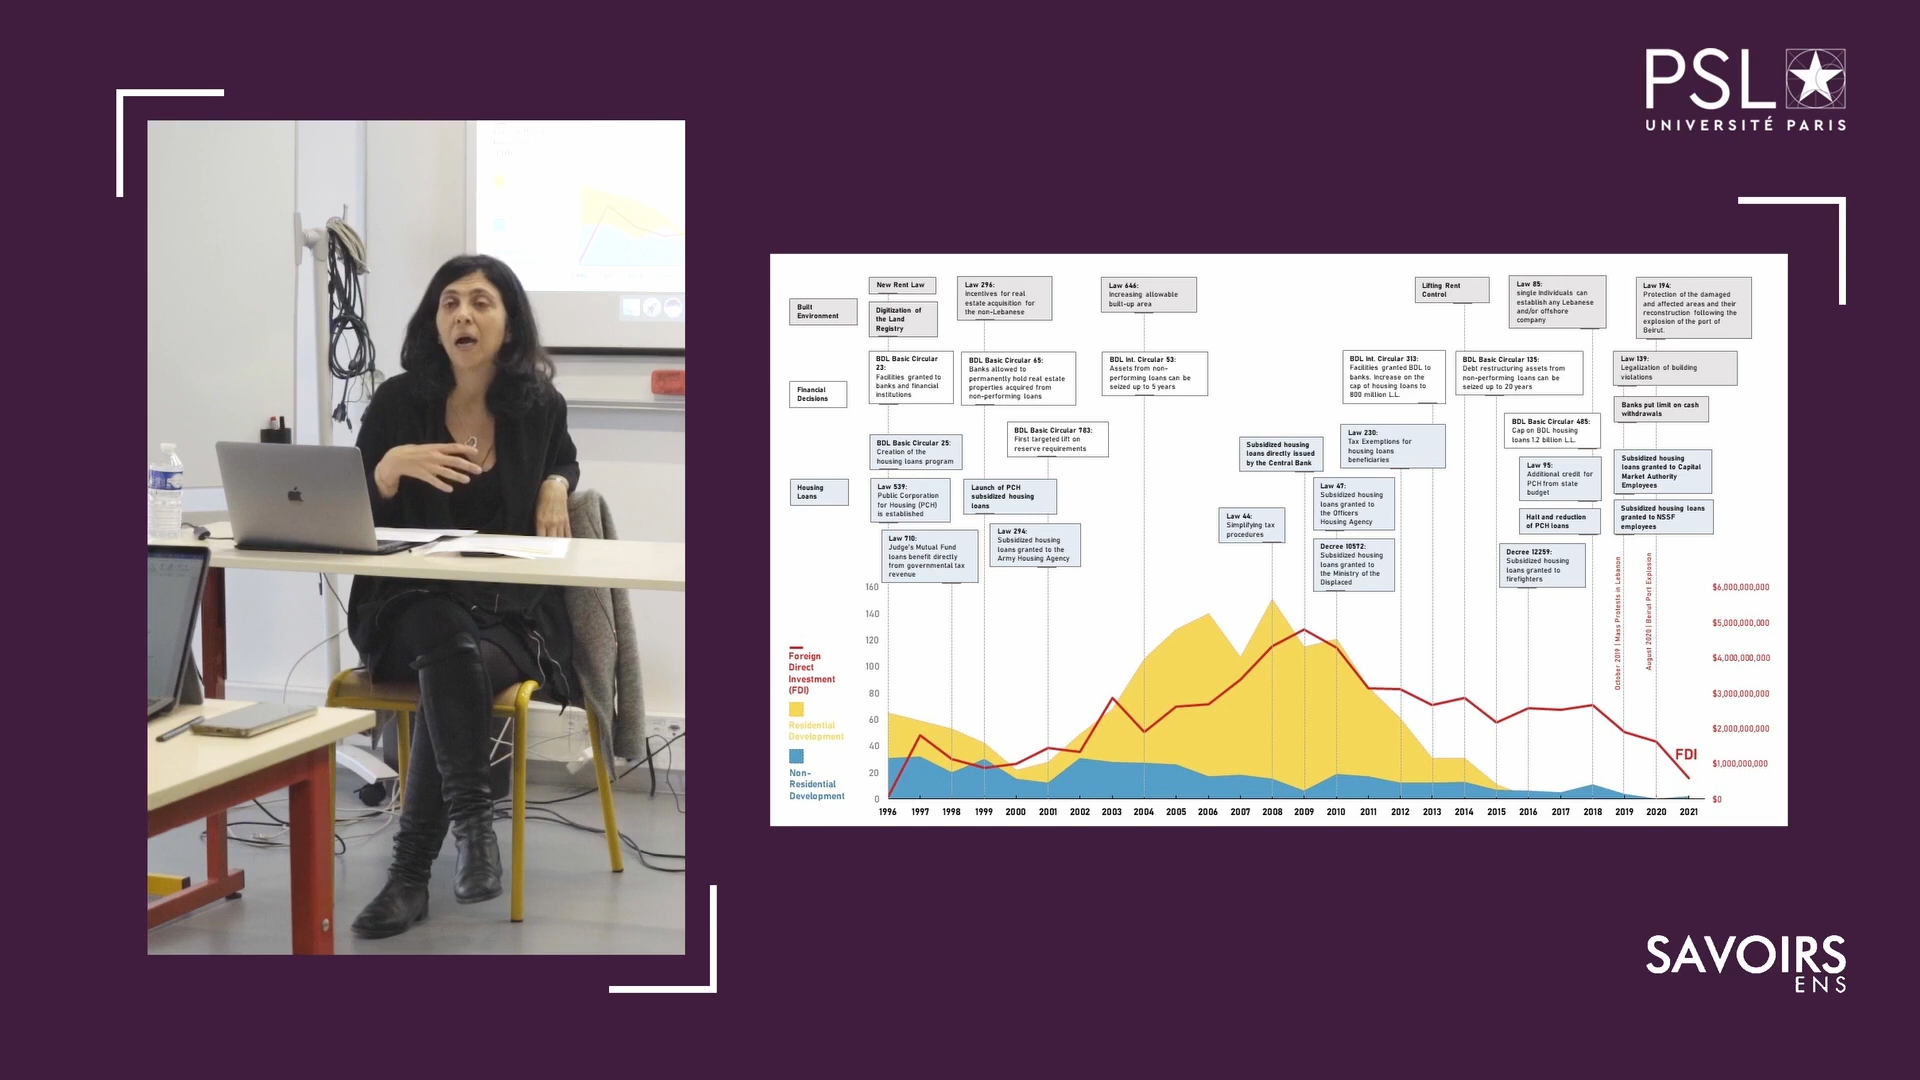 PSL
UNIVERSITÉ PARIS
Built
Environment
New Rent Law
Digitization of
the Land
Registry
Law 296:
incentives for real
estate acquisition for
the non-Lebanese
Law 646:
Increasing allowable
built-up area
Lifting Rent
Control
Law 85:
single individuals can
establish any Lebanese
and/or offshore
company
Law 194:
Protection of the damaged
and affected areas and their
reconstruction following the
explosion of the port of
Beirut.
Financial
Decisions
BDL Basic Circular
23:
Facilities granted to
banks and financial
institutions
BDL Basic Circular 65:
Banks allowed to
permanently hold real estate
properties acquired from
non-performing loans
BDL Int. Circular 53:
Assets from non-
performing loans can be
seized up to 5 years
BDL Int. Circular 313:
Facilities granted BDL to
banks. Increase on the
cap of housing loans to
800 million L.L.
BDL Basic Circular 135:
Debt restructuring assets from
non-performing loans can be
seized up to 20 years
Law 139:
Legalization of building
violations
Banks put limit on cash
withdrawals
BDL Basic Circular 783:
First targeted lift on
reserve requirements
BDL Basic Circular 485:
Cap on BDL housing
loans 1.2 billion L.L.
Housing
Loans
BDL Basic Circular 25:
Creation of the
housing loans program
Law 539:
Public Corporation
for Housing (PCH)
is established
Law 710:
Judge's Mutual Fund
loans benefit directly
from governmental tax
revenue
Launch of PCH
subsidized housing
loans
Law 294:
Subsidized housing
loans granted to the
Army Housing Agency
Law 44:
Simplifying tax
procedures
Subsidized housing
loans directly issued
by the Central Bank
Law 230:
Tax Exemptions for
housing loans
beneficiaries
Law 47:
Subsidized housing
loans granted to
the Officers
Housing Agency
Decree 10572:
Subsidized housing
loans granted to
the Ministry of the
Displaced
Law 95:
Additional credit for
PCH from state
budget
Halt and reduction
of PCH loans
Decree 12259:
Subsidized housing
loans granted to
firefighters
Subsidized housing
loans granted to Capital
Market Authority
Employees
Subsidized housing loans
granted to NSSF
employees
October 2019 | Mass Protests in Lebanon
August 2020 | Beirut Port Explosion
Foreign
Direct
Investment
(FDI)
Residential
Development
Non-
Residential
Development
160
140
120
100
80
60
40
20
0
$6,000,000,000
$5,000,000,000
$4,000,000,000
$3,000,000,000
$2,000,000,000
$1,000,000,000
$0
FDI
1996 1997 1998 1999 2000 2001 2002 2003 2004 2005 2006 2007 2008 2009 2010 2011 2012 2013 2014 2015 2016 2017 2018 2019 2020 2021
SAVOIRS
ENS